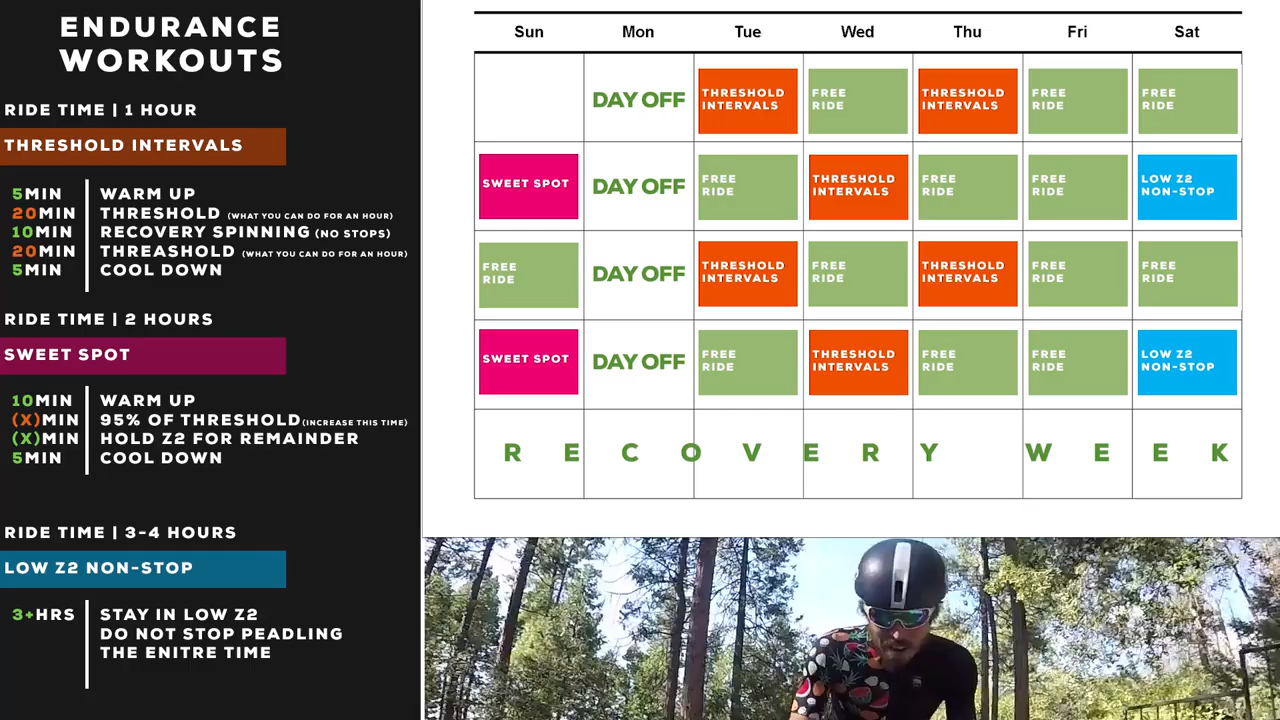 ENDURANCE
WORKOUTS
RIDE TIME | 1 HOUR
THRESHOLD INTERVALS
5MIN WARM UP
20MIN THRESHOLD (WHAT YOU CAN DO FOR AN HOUR)
10MIN RECOVERY SPINNING (NO STOPS)
20MIN THREASHOLD (WHAT YOU CAN DO FOR AN HOUR)
5MIN COOL DOWN
RIDE TIME | 2 HOURS
SWEET SPOT
10MIN WARM UP
(X)MIN 95% OF THRESHOLD(INCREASE THIS TIME)
(X)MIN HOLD Z2 FOR REMAINDER
5MIN COOL DOWN
RIDE TIME | 3-4 HOURS
LOW Z2 NON-STOP
3+HRS STAY IN LOW Z2
DO NOT STOP PEADLING
THE ENITRE TIME
Sun Mon Tue Wed Thu Fri Sat
DAY OFF
THRESHOLD
INTERVALS
FREE
RIDE
THRESHOLD
INTERVALS
FREE
RIDE
FREE
RIDE
SWEET SPOT
DAY OFF
FREE
RIDE
THRESHOLD
INTERVALS
FREE
RIDE
FREE
RIDE
LOW Z2
NON-STOP
FREE
RIDE
DAY OFF
THRESHOLD
INTERVALS
FREE
RIDE
THRESHOLD
INTERVALS
FREE
RIDE
FREE
RIDE
SWEET SPOT
DAY OFF
FREE
RIDE
THRESHOLD
INTERVALS
FREE
RIDE
FREE
RIDE
LOW Z2
NON-STOP
RECOVERY WEEK